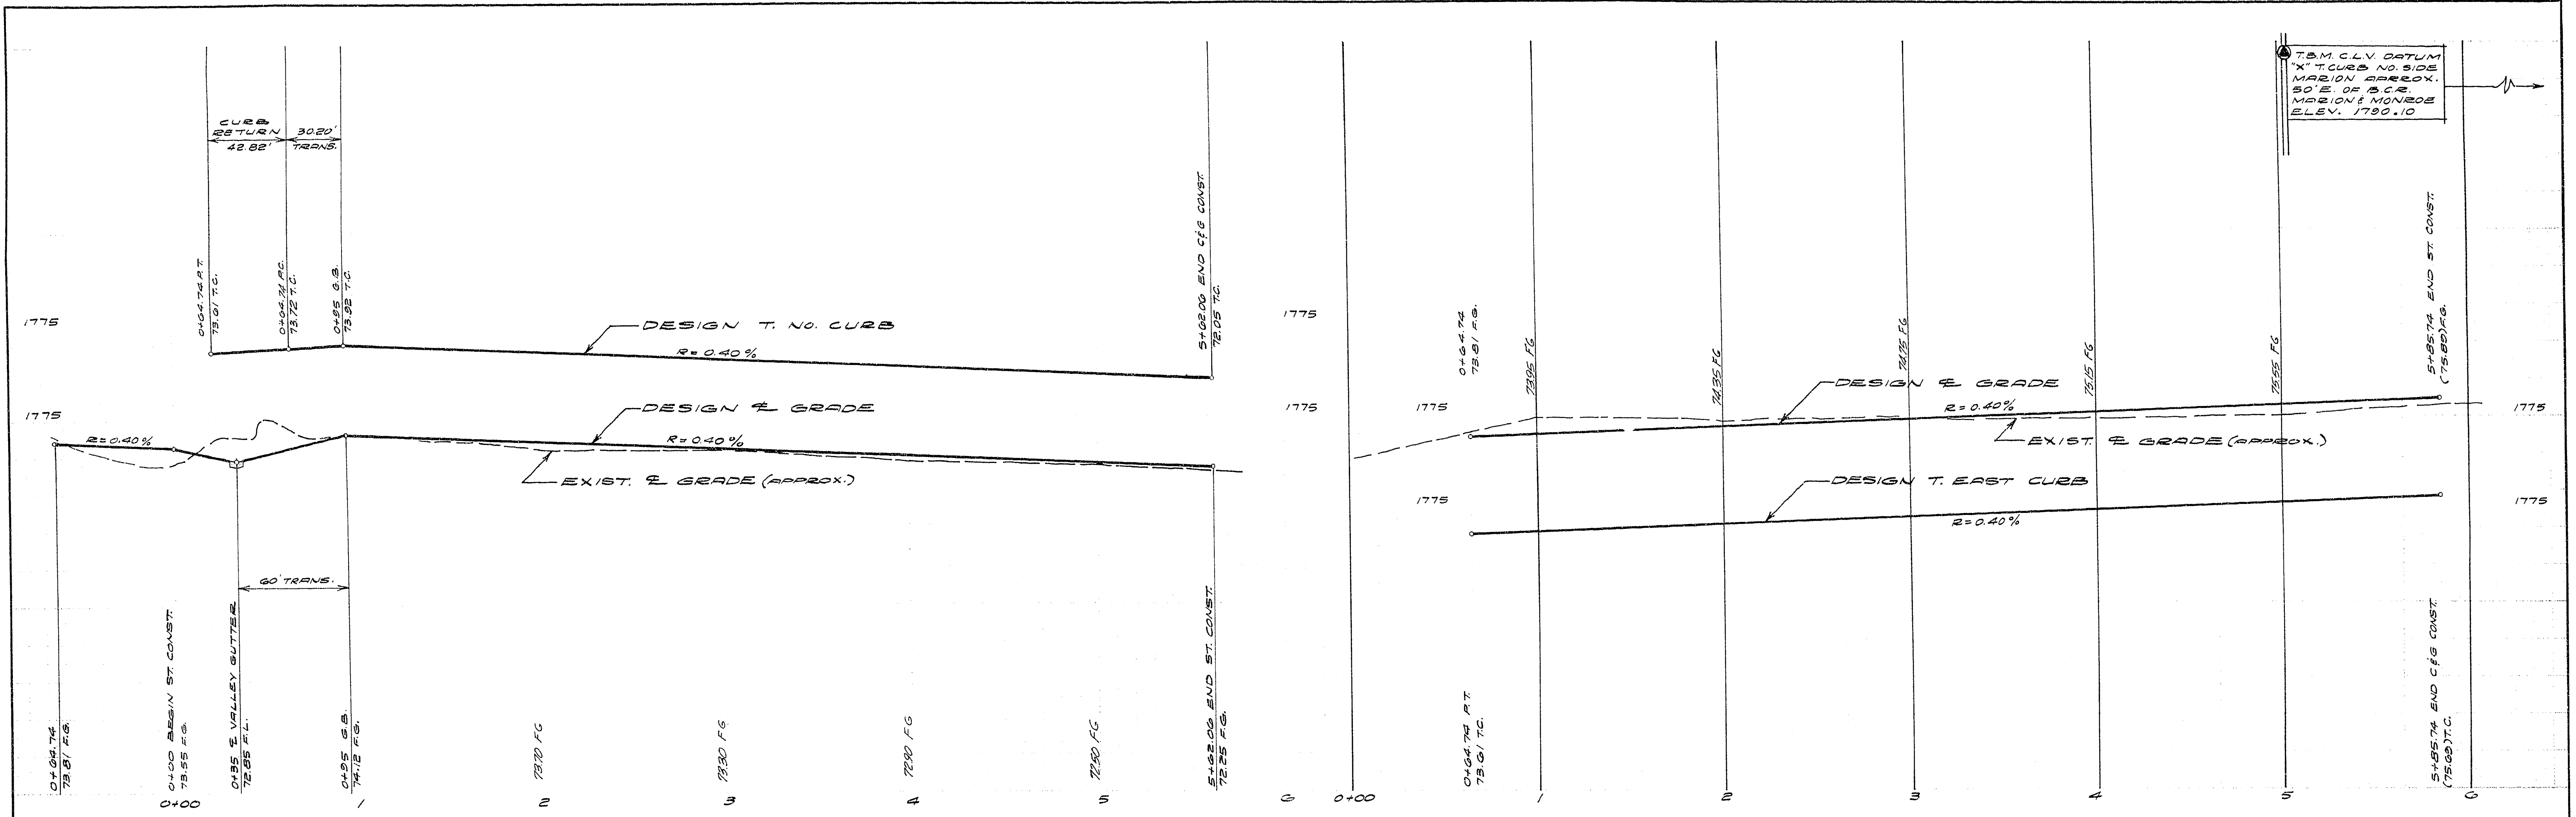 CURB
RETURN
42.82'
30.20'
TRANS.
0+64.74 P.T.
73.61 T.C.
0+64.74 P.C.
73.72 T.C.
0+95 G.B.
73.92 T.C.
5+62.06 END C&G CONST.
72.05 T.C.
1775
DESIGN T. NO. CURB
R=0.40%
1775
1775
DESIGN ℄ GRADE
R=0.40%
R=0.40%
EXIST. ℄ GRADE (APPROX.)
1775
60' TRANS.
0+64.74
73.81 F.G.
0+00 BEGIN ST. CONST.
73.55 F.G.
0+35 ℄ VALLEY GUTTER
72.85 F.L.
0+95 G.B.
74.12 F.G.
73.70 FG
73.30 FG
72.90 FG
72.50 FG
5+62.06 END ST. CONST.
72.25 F.G.
0+00
1
2
3
4
5
6
T.B.M. C.L.V. DATUM
"X" T. CURB NO. SIDE
MARION APPROX.
50' E. OF B.C.R.
MARION & MONROE
ELEV. 1790.10
0+64.74
73.81 F.G.
73.95 FG
74.35 FG
74.75 FG
75.15 FG
75.55 FG
5+85.74 END ST. CONST.
(75.89) F.G.
1775
DESIGN ℄ GRADE
R=0.40%
1775
EXIST. ℄ GRADE (APPROX.)
1775
DESIGN T. EAST CURB
R=0.40%
1775
0+64.74 P.T.
73.61 T.C.
5+85.74 END C&G CONST.
(75.69) T.C.
0+00
1
2
3
4
5
6